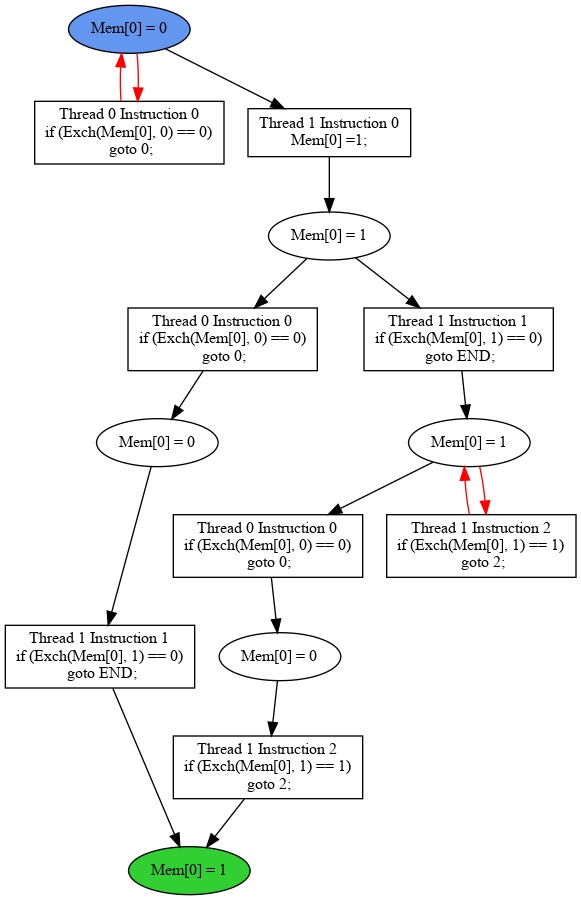 Mem[0] = 0
Thread 0 Instruction 0
if (Exch(Mem[0], 0) == 0)
goto 0;
Thread 1 Instruction 0
Mem[0] =1;
Mem[0] = 1
Thread 0 Instruction 0
if (Exch(Mem[0], 0) == 0)
goto 0;
Thread 1 Instruction 1
if (Exch(Mem[0], 1) == 0)
goto END;
Mem[0] = 0
Mem[0] = 1
Thread 0 Instruction 0
if (Exch(Mem[0], 0) == 0)
goto 0;
Thread 1 Instruction 2
if (Exch(Mem[0], 1) == 1)
goto 2;
Thread 1 Instruction 1
if (Exch(Mem[0], 1) == 0)
goto END;
Mem[0] = 0
Thread 1 Instruction 2
if (Exch(Mem[0], 1) == 1)
goto 2;
Mem[0] = 1